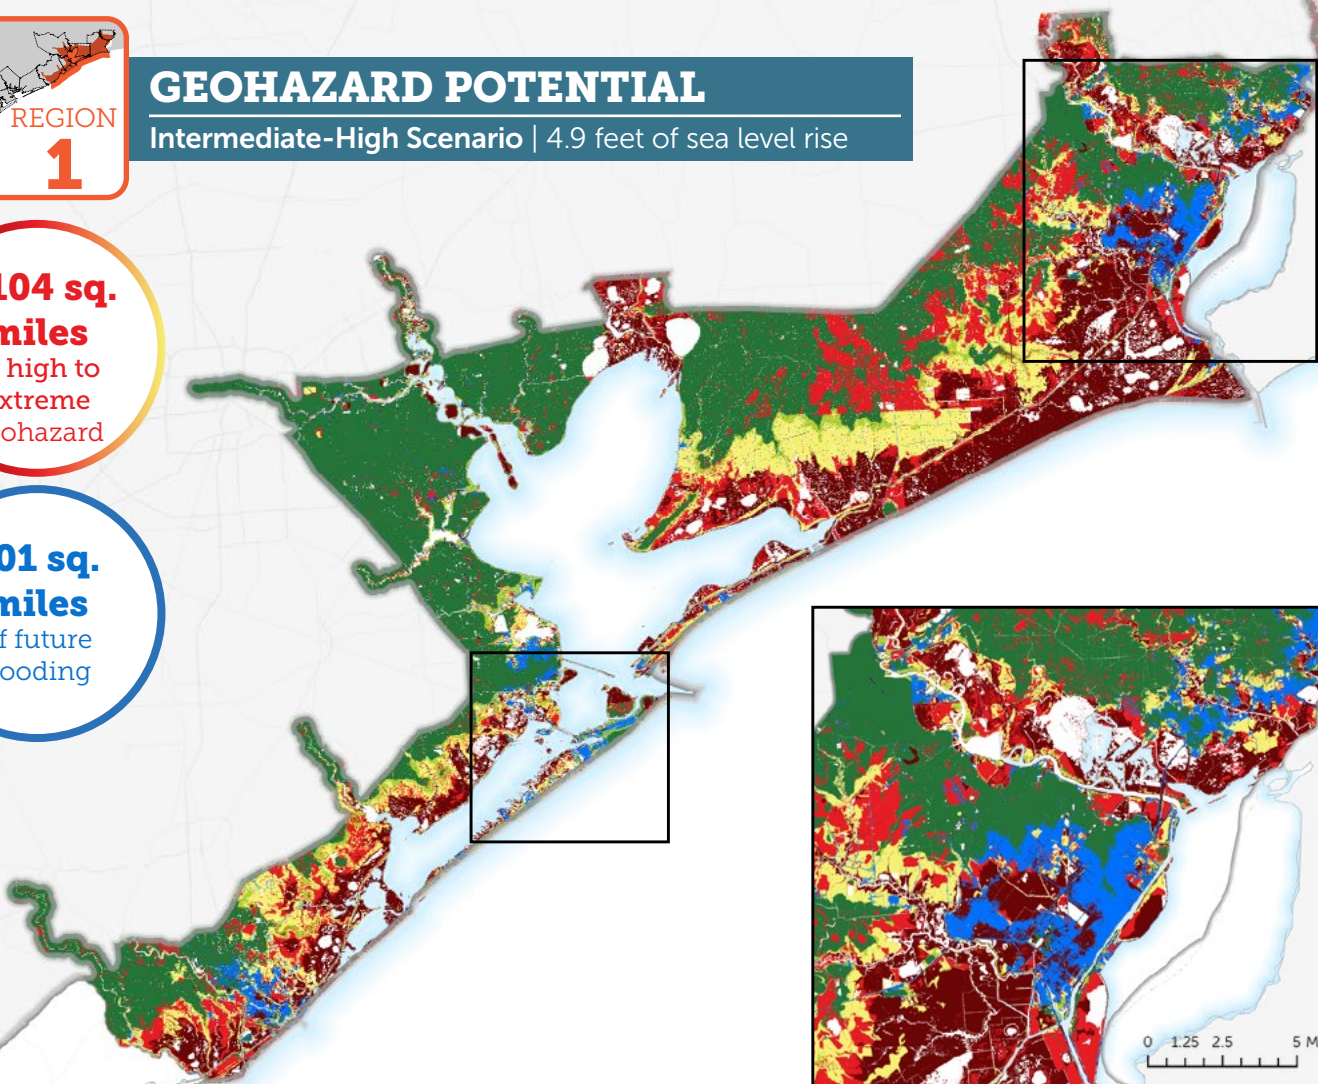 REGION
1
GEOHAZARD POTENTIAL
Intermediate-High Scenario | 4.9 feet of sea level rise
104 sq.
miles
high to
xtreme
ohazard
01 sq.
miles
f future
ooding
0 1.25 2.5 5 M